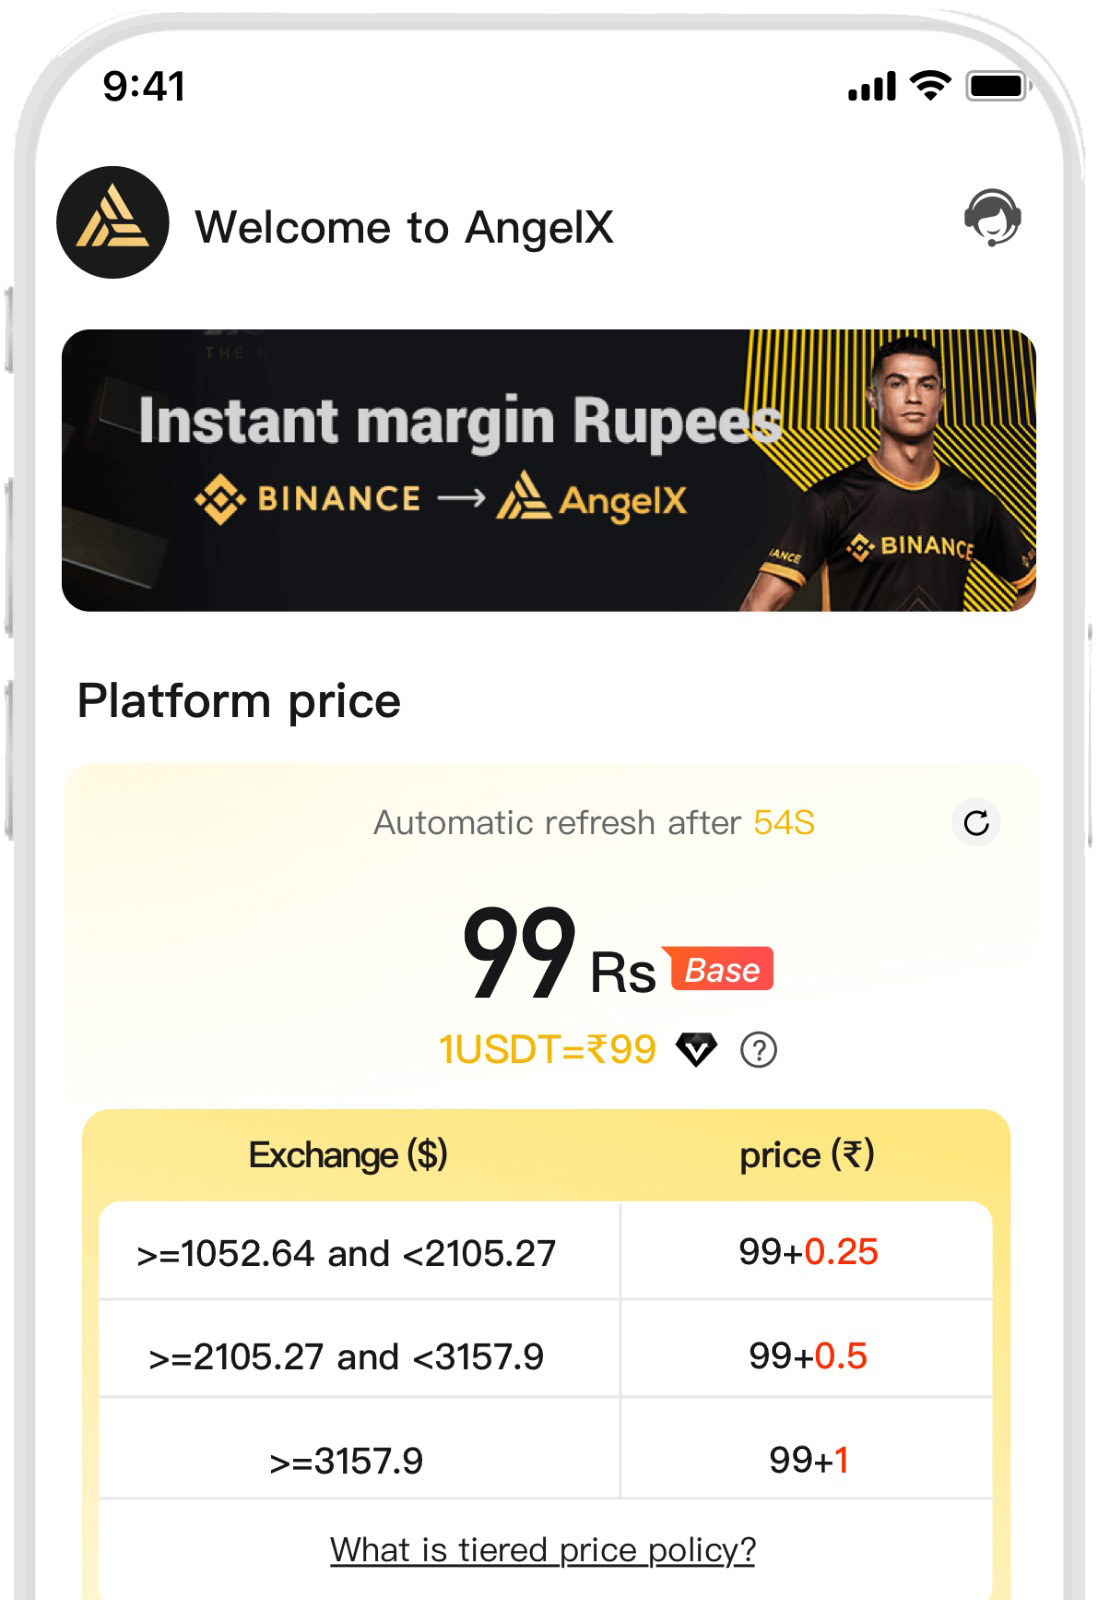 9:41
Welcome to AngelX
THE N
Instant margin Rupees
BINANCE → AngelX
ANCE
BINANCE
Platform price
Automatic refresh after 54S
99 Rs Base
1USDT=₹99
Exchange ($) price (₹)
>=1052.64 and <2105.27 99+0.25
>=2105.27 and <3157.9 99+0.5
>=3157.9 99+1
What is tiered price policy?